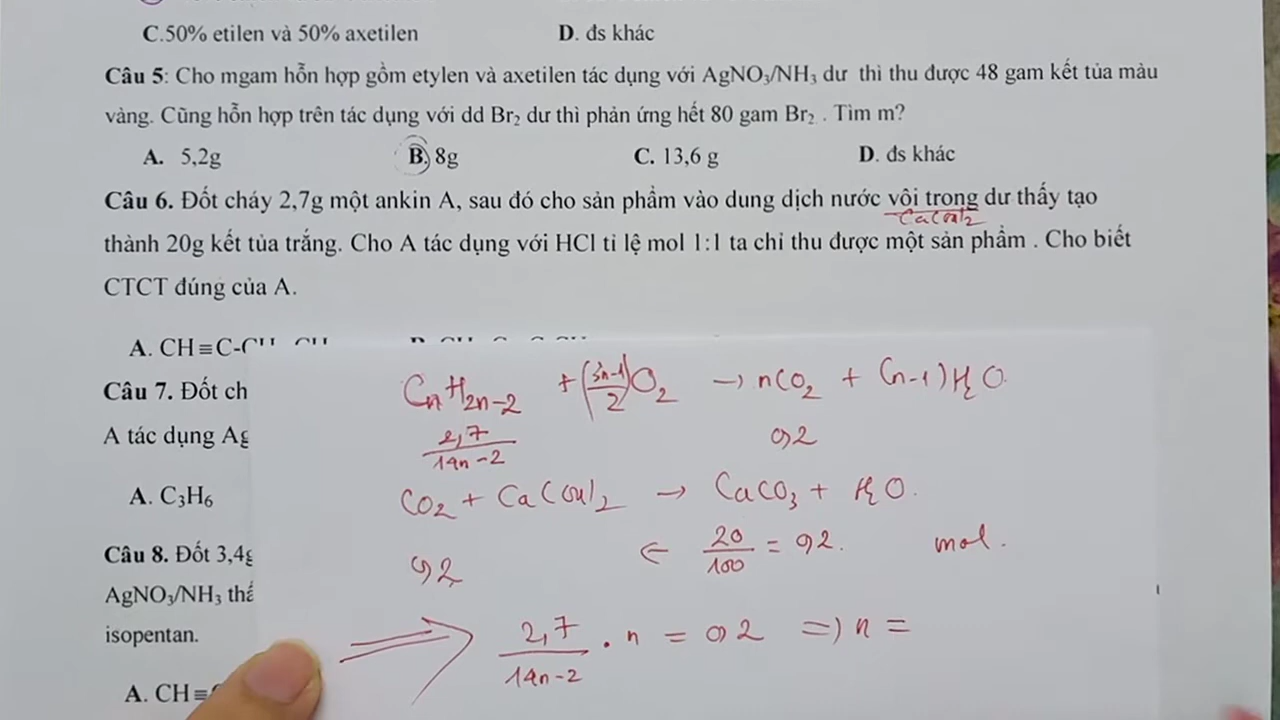 C.50% etilen và 50% axetilen D. đs khác
Câu 5: Cho mgam hỗn hợp gồm etylen và axetilen tác dụng với AgNO₃/NH₃ dư thì thu được 48 gam kết tủa màu
vàng. Cũng hỗn hợp trên tác dụng với dd Br₂ dư thì phản ứng hết 80 gam Br₂ . Tìm m?
A. 5,2g B. 8g C. 13,6 g D. đs khác
Câu 6. Đốt cháy 2,7g một ankin A, sau đó cho sản phẩm vào dung dịch nước vôi trong dư thấy tạo
Ca(OH)₂
thành 20g kết tủa trắng. Cho A tác dụng với HCl tỉ lệ mol 1:1 ta chỉ thu được một sản phẩm . Cho biết
CTCT đúng của A.
A. CH≡C-
CₙH₂ₙ₋₂ + (3n-1)/2 O₂ → nCO₂ + (n-1)H₂O
Câu 7. Đốt ch
2,7/14n-2 0,2
A tác dụng Ag
CO₂ + Ca(OH)₂ → CaCO₃ + H₂O.
A. C₃H₆
0,2 ← 20/100 = 0,2. mol.
Câu 8. Đốt 3,4g
AgNO₃/NH₃ thấ
isopentan.
⇒ 2,7/14n-2 . n = 0,2 ⇒ n =
A. CH≡